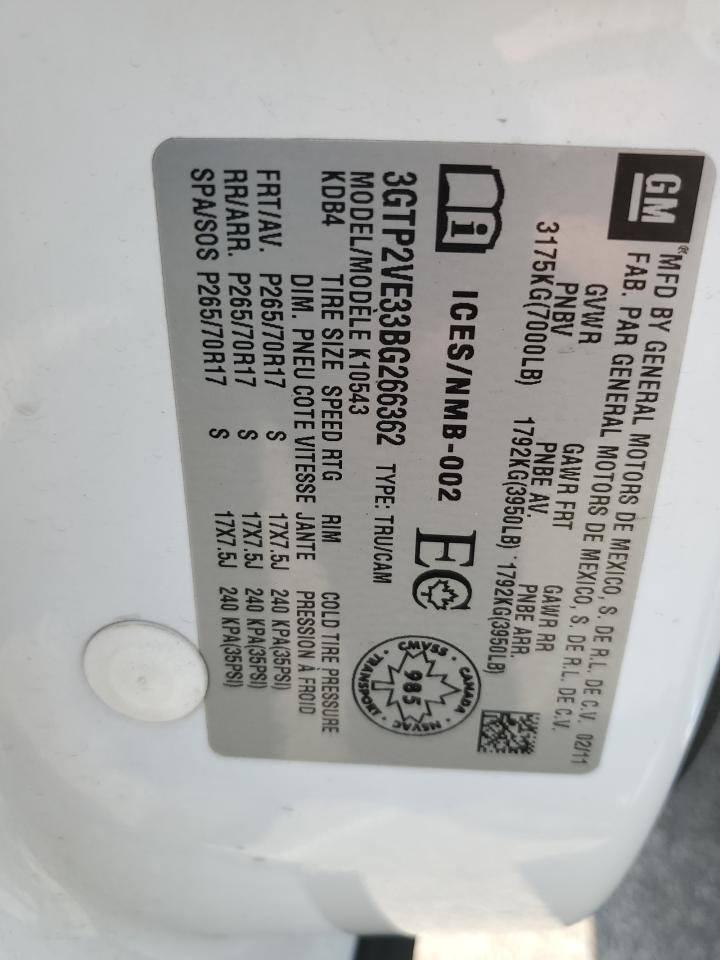 GM
® MFD BY GENERAL MOTORS DE MEXICO, S. DE R.L. DE C.V. 02/11
FAB. PAR GENERAL MOTORS DE MEXICO, S. DE R.L. DE C.V.
GVWR GAWR FRT GAWR RR
PNBV PNBE AV. PNBE ARR.
3175KG(7000LB) 1792KG(3950LB) 1792KG(3950LB)
i ICES/NMB-002 EC
CMVSS · CANADA · NSVAC · TRANSPORT ·
985
3GTP2VE33BG266362 TYPE: TRU/CAM
MODEL/MODÈLE K10543
KDB4 TIRE SIZE SPEED RTG RIM COLD TIRE PRESSURE
DIM. PNEU COTE VITESSE JANTE PRESSION À FROID
FRT/AV. P265/70R17 S 17X7.5J 240 KPA(35PSI)
RR/ARR. P265/70R17 S 17X7.5J 240 KPA(35PSI)
SPA/SOS P265/70R17 S 17X7.5J 240 KPA(35PSI)